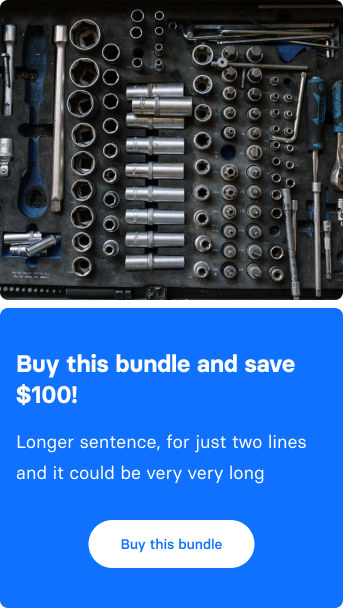 Buy this bundle and save
$100!
Longer sentence, for just two lines
and it could be very very long
Buy this bundle